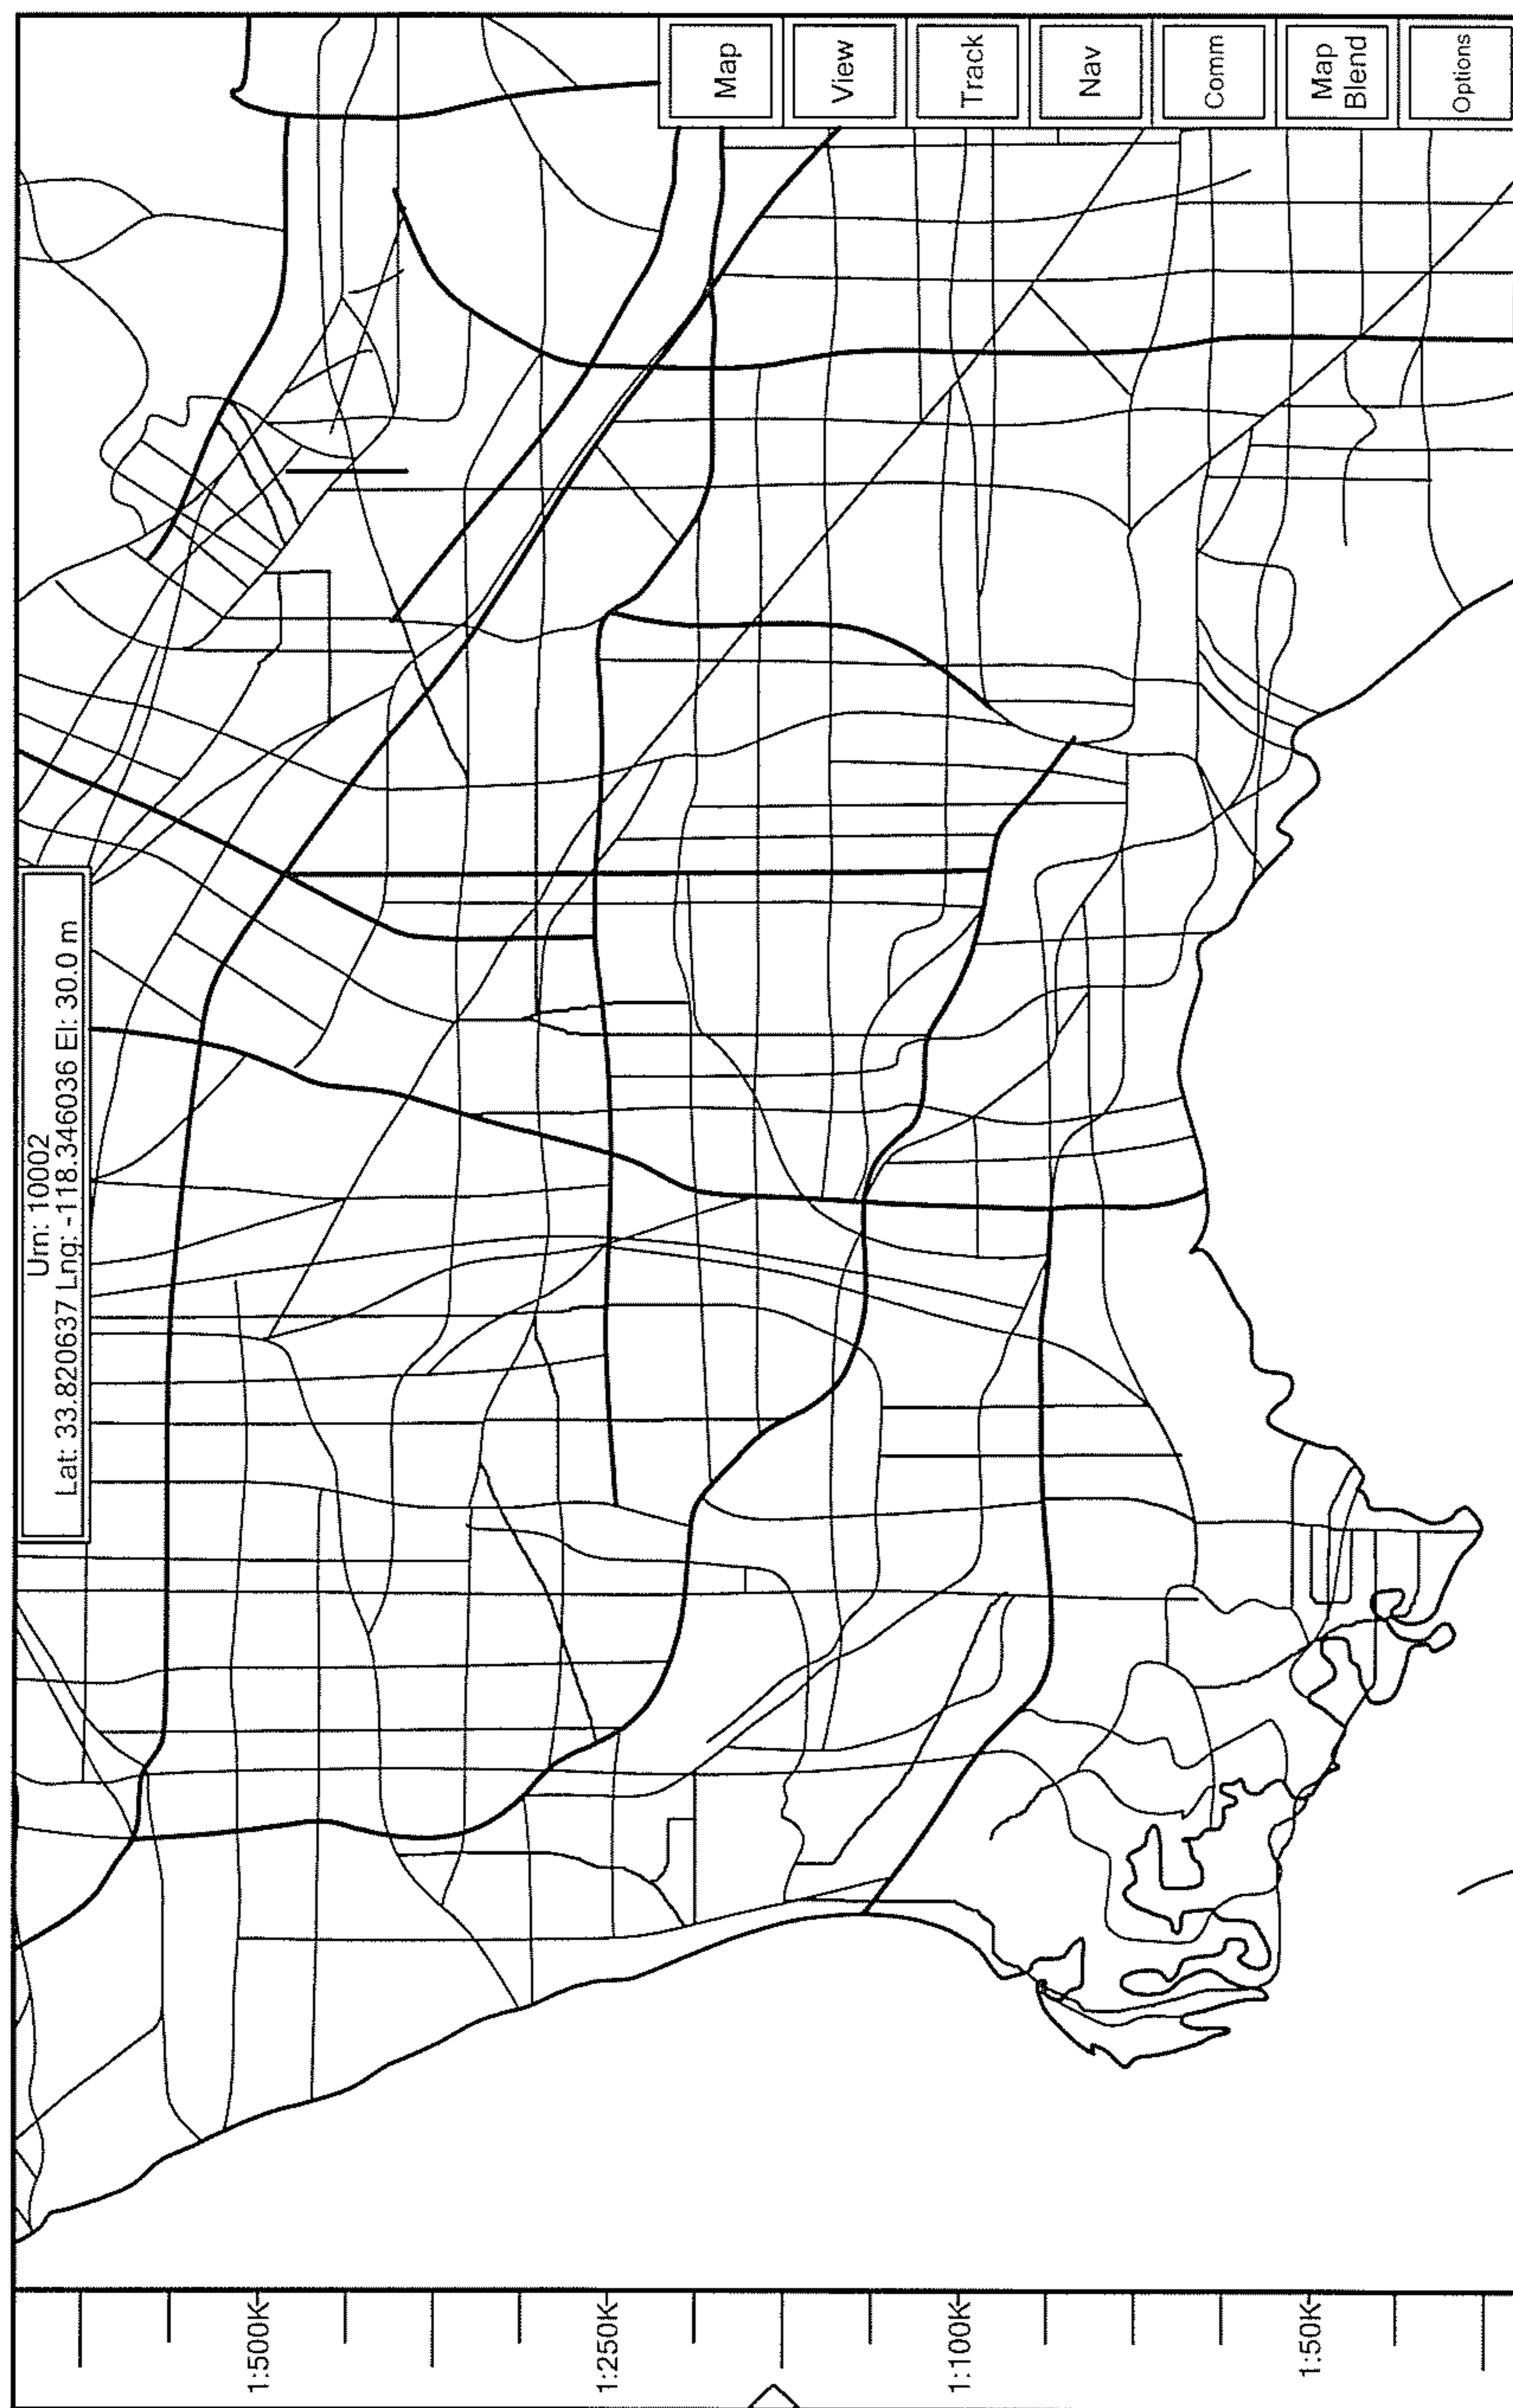 Urn: 10002
Lat: 33.820637 Lng: -118.346036 El: 30.0 m
Map
View
Track
Nav
Comm
Map
Blend
Options
1:500K
1:250K
1:100K
1:50K